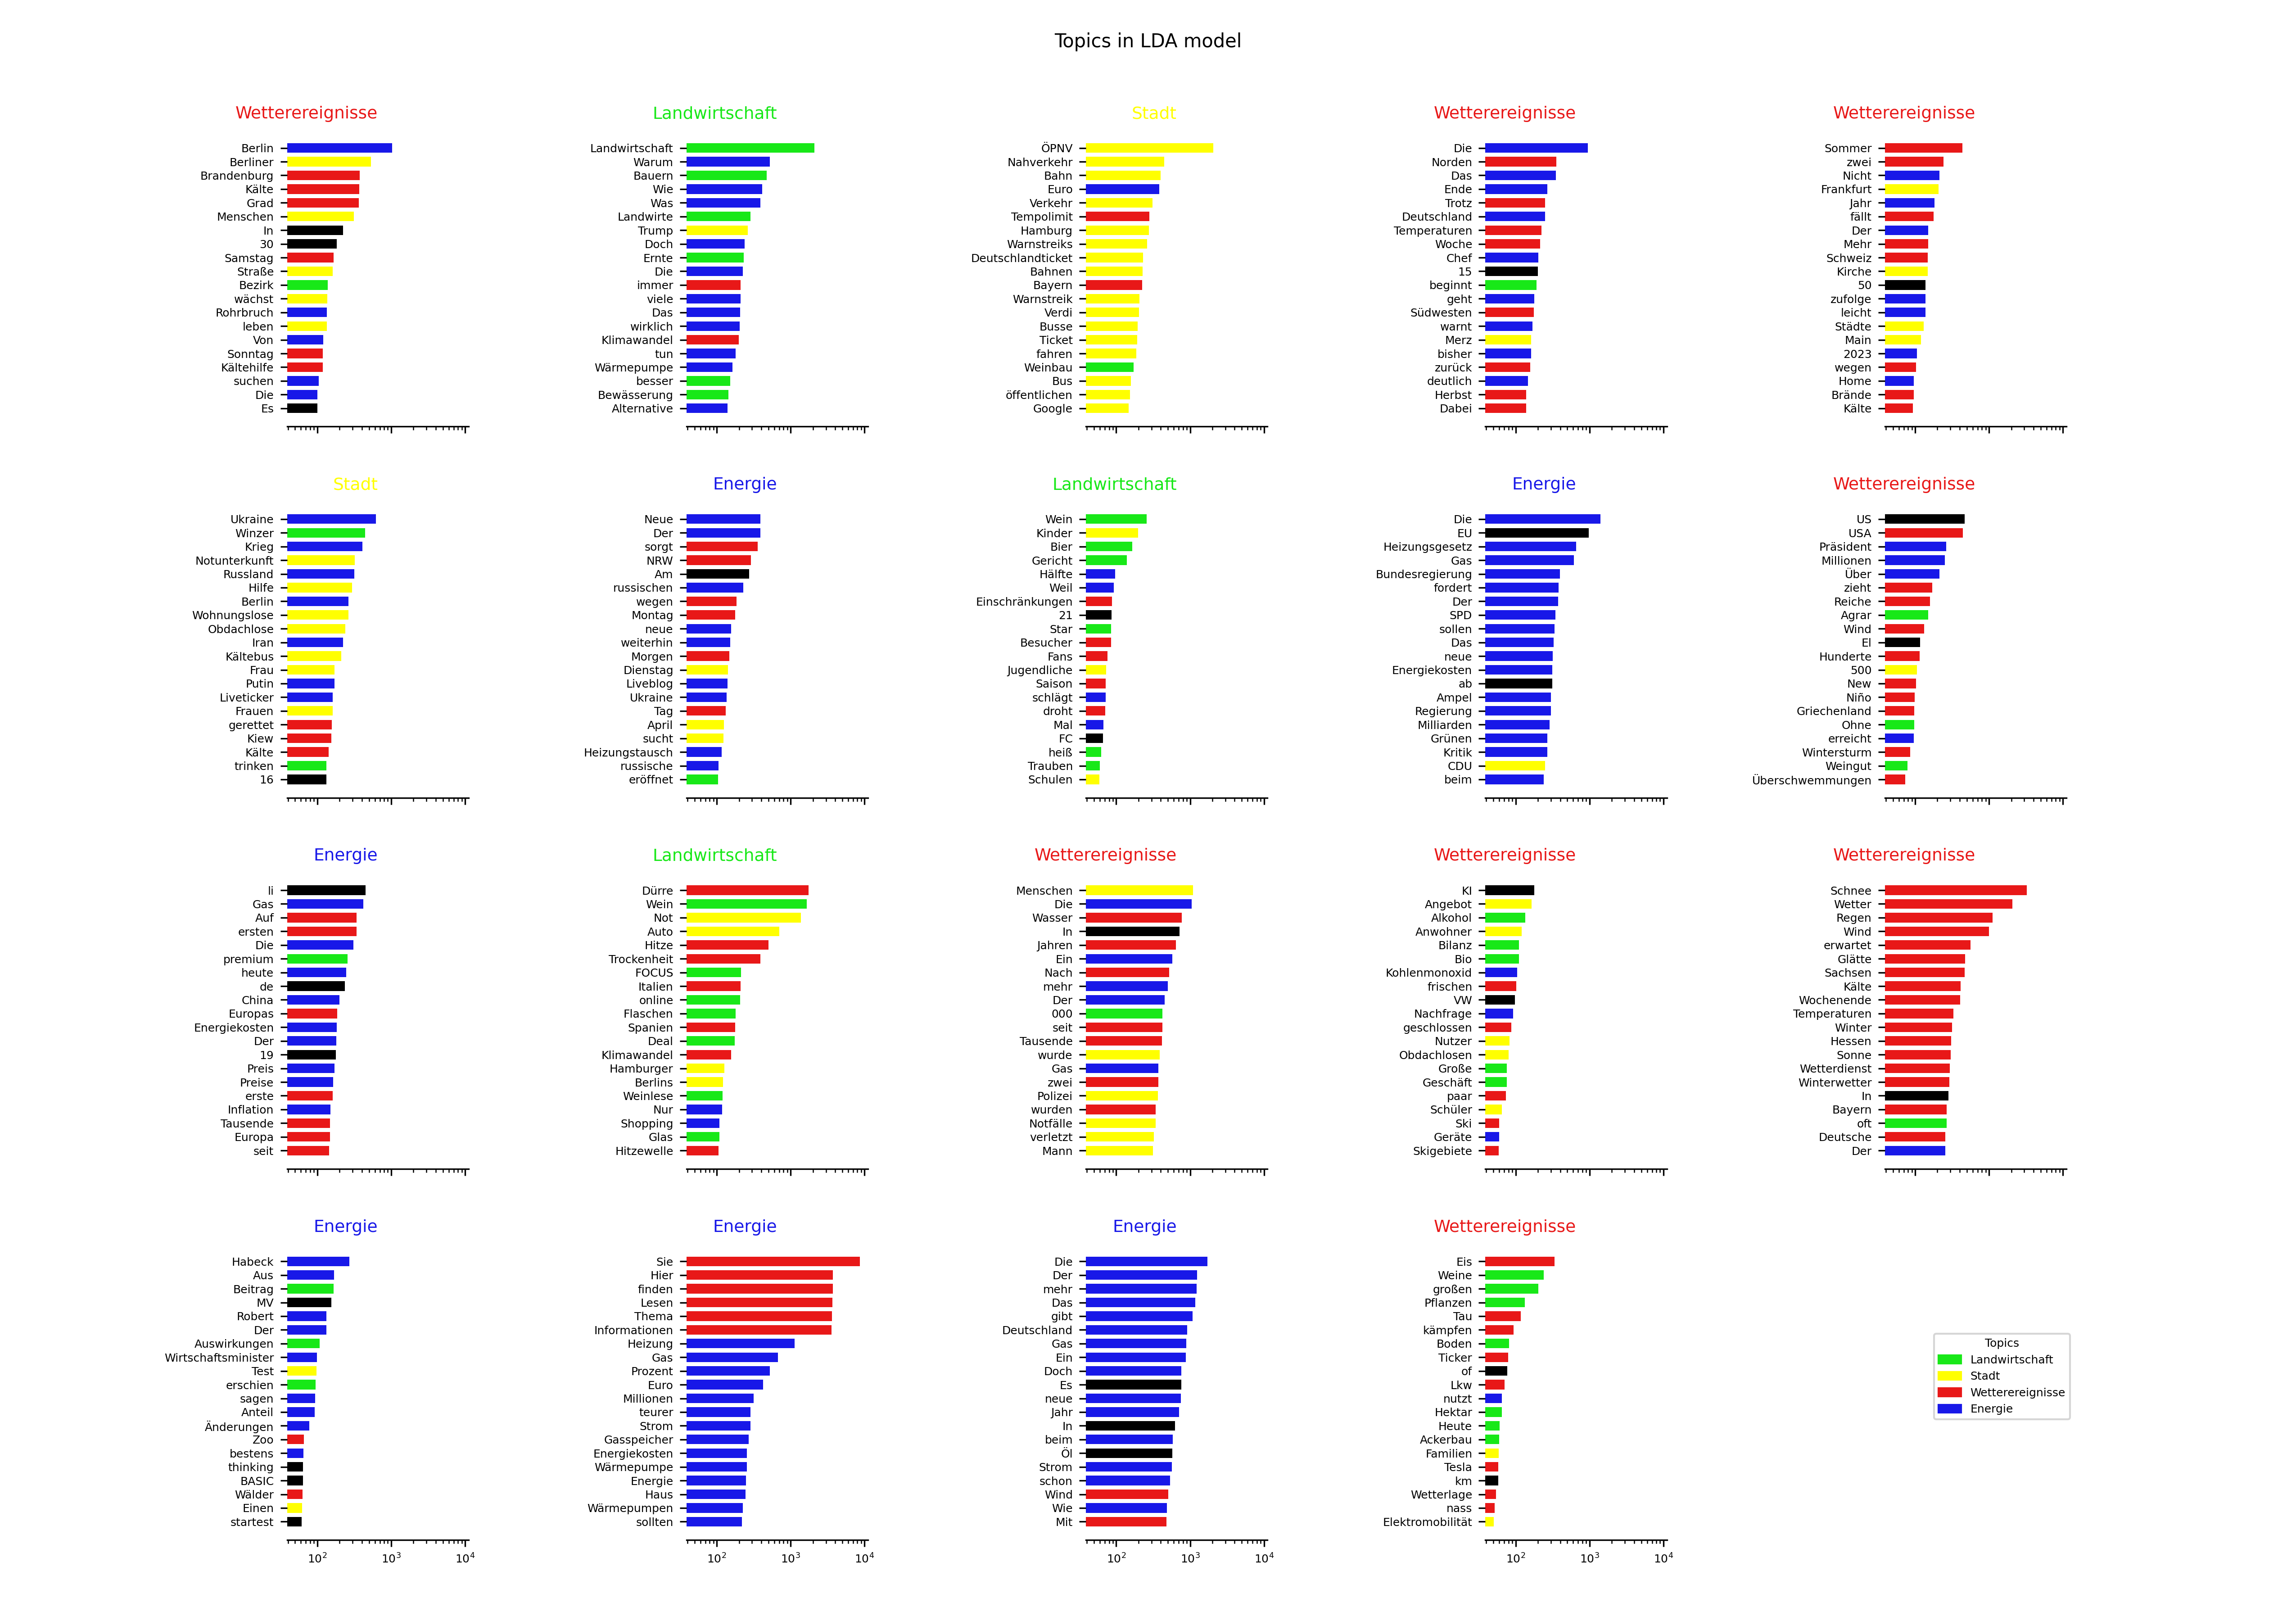 Topics in LDA model
Wetterereignisse
Berlin
Berliner
Brandenburg
Kälte
Grad
Menschen
In
30
Samstag
Straße
Bezirk
wächst
Rohrbruch
leben
Von
Sonntag
Kältehilfe
suchen
Die
Es
Landwirtschaft
Landwirtschaft
Warum
Bauern
Wie
Was
Landwirte
Trump
Doch
Ernte
Die
immer
viele
Das
wirklich
Klimawandel
tun
Wärmepumpe
besser
Bewässerung
Alternative
Stadt
ÖPNV
Nahverkehr
Bahn
Euro
Verkehr
Tempolimit
Hamburg
Warnstreiks
Deutschlandticket
Bahnen
Bayern
Warnstreik
Verdi
Busse
Ticket
fahren
Weinbau
Bus
öffentlichen
Google
Wetterereignisse
Die
Norden
Das
Ende
Trotz
Deutschland
Temperaturen
Woche
Chef
15
beginnt
geht
Südwesten
warnt
Merz
bisher
zurück
deutlich
Herbst
Dabei
Wetterereignisse
Sommer
zwei
Nicht
Frankfurt
Jahr
fällt
Der
Mehr
Schweiz
Kirche
50
zufolge
leicht
Städte
Main
2023
wegen
Home
Brände
Kälte
Stadt
Ukraine
Winzer
Krieg
Notunterkunft
Russland
Hilfe
Berlin
Wohnungslose
Obdachlose
Iran
Kältebus
Frau
Putin
Liveticker
Frauen
gerettet
Kiew
Kälte
trinken
16
Energie
Neue
Der
sorgt
NRW
Am
russischen
wegen
Montag
neue
weiterhin
Morgen
Dienstag
Liveblog
Ukraine
Tag
April
sucht
Heizungstausch
russische
eröffnet
Landwirtschaft
Wein
Kinder
Bier
Gericht
Hälfte
Weil
Einschränkungen
21
Star
Besucher
Fans
Jugendliche
Saison
schlägt
droht
Mal
FC
heiß
Trauben
Schulen
Energie
Die
EU
Heizungsgesetz
Gas
Bundesregierung
fordert
Der
SPD
sollen
Das
neue
Energiekosten
ab
Ampel
Regierung
Milliarden
Grünen
Kritik
CDU
beim
Wetterereignisse
US
USA
Präsident
Millionen
Über
zieht
Reiche
Agrar
Wind
El
Hunderte
500
New
Niño
Griechenland
Ohne
erreicht
Wintersturm
Weingut
Überschwemmungen
Energie
li
Gas
Auf
ersten
Die
premium
heute
de
China
Europas
Energiekosten
Der
19
Preis
Preise
erste
Inflation
Tausende
Europa
seit
Landwirtschaft
Dürre
Wein
Not
Auto
Hitze
Trockenheit
FOCUS
Italien
online
Flaschen
Spanien
Deal
Klimawandel
Hamburger
Berlins
Weinlese
Nur
Shopping
Glas
Hitzewelle
Wetterereignisse
Menschen
Die
Wasser
In
Jahren
Ein
Nach
mehr
Der
000
seit
Tausende
wurde
Gas
zwei
Polizei
wurden
Notfälle
verletzt
Mann
Wetterereignisse
KI
Angebot
Alkohol
Anwohner
Bilanz
Bio
Kohlenmonoxid
frischen
VW
Nachfrage
geschlossen
Nutzer
Obdachlosen
Große
Geschäft
paar
Schüler
Ski
Geräte
Skigebiete
Wetterereignisse
Schnee
Wetter
Regen
Wind
erwartet
Glätte
Sachsen
Kälte
Wochenende
Temperaturen
Winter
Hessen
Sonne
Wetterdienst
Winterwetter
In
Bayern
oft
Deutsche
Der
Energie
Habeck
Aus
Beitrag
MV
Robert
Der
Auswirkungen
Wirtschaftsminister
Test
erschien
sagen
Anteil
Änderungen
Zoo
bestens
thinking
BASIC
Wälder
Einen
startest
10² 10³ 10⁴
Energie
Sie
Hier
finden
Lesen
Thema
Informationen
Heizung
Gas
Prozent
Euro
Millionen
teurer
Strom
Gasspeicher
Energiekosten
Wärmepumpe
Energie
Haus
Wärmepumpen
sollten
10² 10³ 10⁴
Energie
Die
Der
mehr
Das
gibt
Deutschland
Gas
Ein
Doch
Es
neue
Jahr
In
beim
Öl
Strom
schon
Wind
Wie
Mit
10² 10³ 10⁴
Wetterereignisse
Eis
Weine
großen
Pflanzen
Tau
kämpfen
Boden
Ticker
of
Lkw
nutzt
Hektar
Heute
Ackerbau
Familien
Tesla
km
Wetterlage
nass
Elektromobilität
10² 10³ 10⁴
Topics
Landwirtschaft
Stadt
Wetterereignisse
Energie